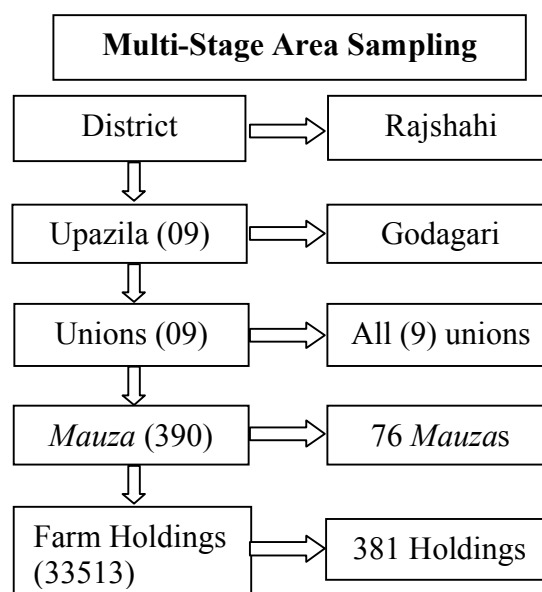 Multi-Stage Area Sampling
District
Rajshahi
Upazila (09)
Godagari
Unions (09)
All (9) unions
Mauza (390)
76 Mauzas
Farm Holdings
(33513)
381 Holdings